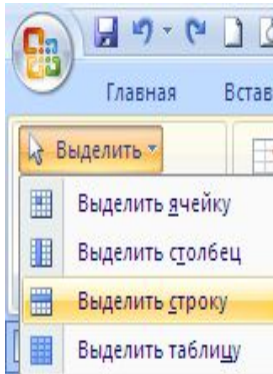 Главная Встав
Выделить
Выделить ячейку
Выделить столбец
Выделить строку
Выделить таблицу